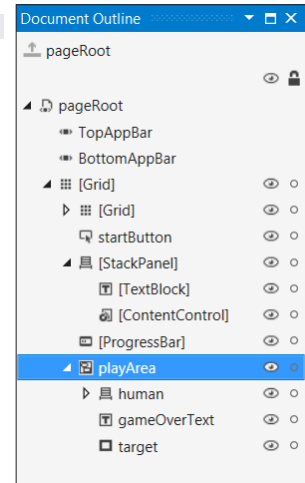 Document Outline
pageRoot
pageRoot
TopAppBar
BottomAppBar
[Grid]
[Grid]
startButton
[StackPanel]
[TextBlock]
[ContentControl]
[ProgressBar]
playArea
human
gameOverText
target